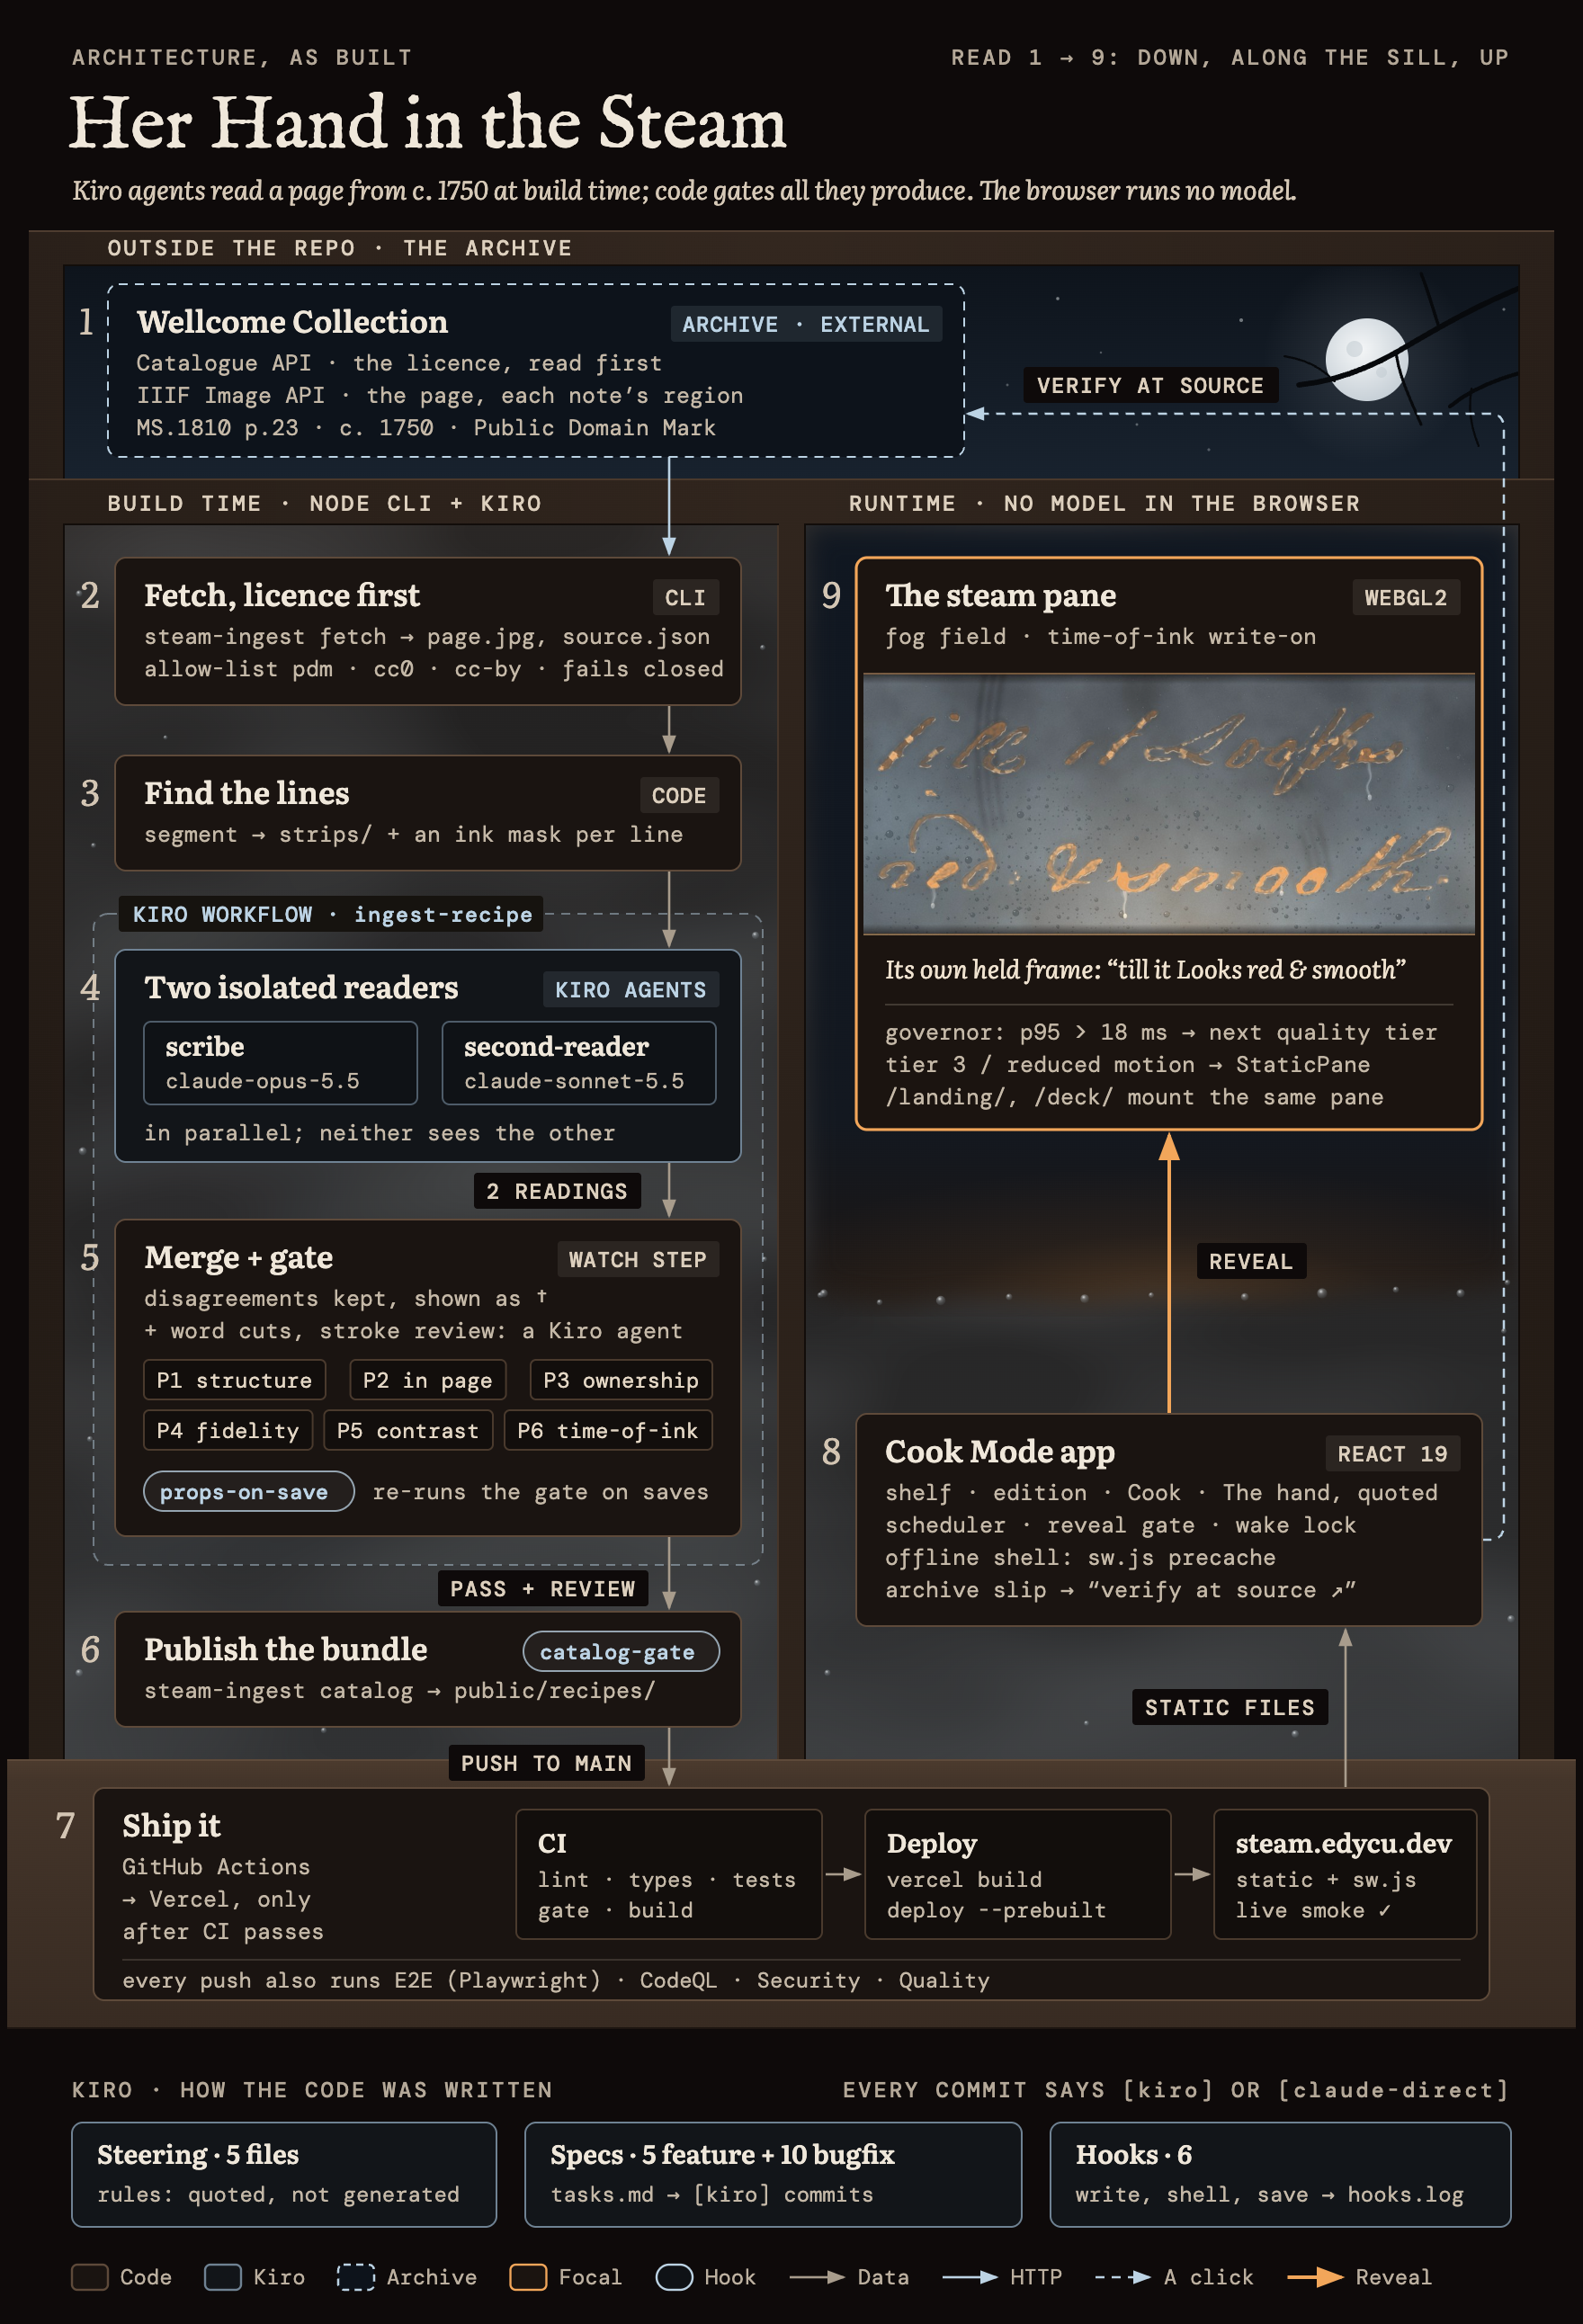 ARCHITECTURE, AS BUILT
READ 1 → 9: DOWN, ALONG THE SILL, UP
Her Hand in the Steam
Kiro agents read a page from c. 1750 at build time; code gates all they produce. The browser runs no model.
OUTSIDE THE REPO · THE ARCHIVE
1
Wellcome Collection
ARCHIVE · EXTERNAL
Catalogue API · the licence, read first
IIIF Image API · the page, each note’s region
MS.1810 p.23 · c. 1750 · Public Domain Mark
VERIFY AT SOURCE
BUILD TIME · NODE CLI + KIRO
2
Fetch, licence first
CLI
steam-ingest fetch → page.jpg, source.json
allow-list pdm · cc0 · cc-by · fails closed
3
Find the lines
CODE
segment → strips/ + an ink mask per line
KIRO WORKFLOW · ingest-recipe
4
Two isolated readers
KIRO AGENTS
scribe
claude-opus-5.5
second-reader
claude-sonnet-5.5
in parallel; neither sees the other
2 READINGS
5
Merge + gate
WATCH STEP
disagreements kept, shown as †
+ word cuts, stroke review: a Kiro agent
P1 structure
P2 in page
P3 ownership
P4 fidelity
P5 contrast
P6 time-of-ink
props-on-save
re-runs the gate on saves
PASS + REVIEW
6
Publish the bundle
catalog-gate
steam-ingest catalog → public/recipes/
PUSH TO MAIN
RUNTIME · NO MODEL IN THE BROWSER
9
The steam pane
WEBGL2
fog field · time-of-ink write-on
till it Looks
red & smooth
Its own held frame: “till it Looks red & smooth”
governor: p95 > 18 ms → next quality tier
tier 3 / reduced motion → StaticPane
/landing/, /deck/ mount the same pane
REVEAL
8
Cook Mode app
REACT 19
shelf · edition · Cook · The hand, quoted
scheduler · reveal gate · wake lock
offline shell: sw.js precache
archive slip → “verify at source ↗”
STATIC FILES
7
Ship it
GitHub Actions
→ Vercel, only
after CI passes
CI
lint · types · tests
gate · build
Deploy
vercel build
deploy --prebuilt
steam.edycu.dev
static + sw.js
live smoke ✓
every push also runs E2E (Playwright) · CodeQL · Security · Quality
KIRO · HOW THE CODE WAS WRITTEN
EVERY COMMIT SAYS [kiro] OR [claude-direct]
Steering · 5 files
rules: quoted, not generated
Specs · 5 feature + 10 bugfix
tasks.md → [kiro] commits
Hooks · 6
write, shell, save → hooks.log
Code
Kiro
Archive
Focal
Hook
Data
HTTP
A click
Reveal